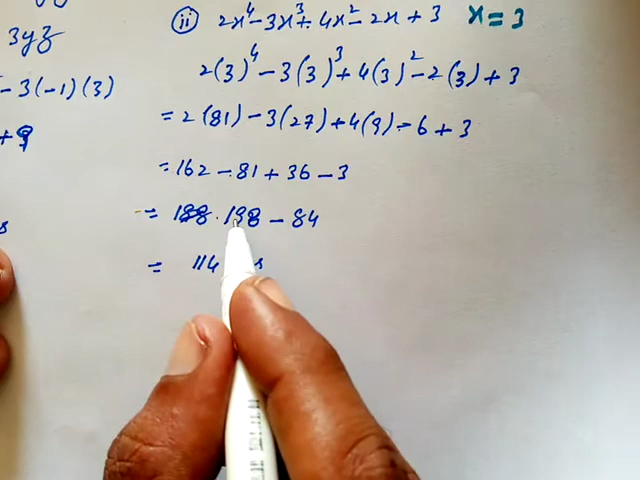 3yz
- 3(-1)(3)
+ 9
s
(ii) 2x⁴ - 3x³ + 4x² - 2x + 3   x = 3
2(3)⁴ - 3(3)³ + 4(3)² - 2(3) + 3
= 2(81) - 3(27) + 4(9) - 6 + 3
= 162 - 81 + 36 - 3
= 198 - 84
= 114